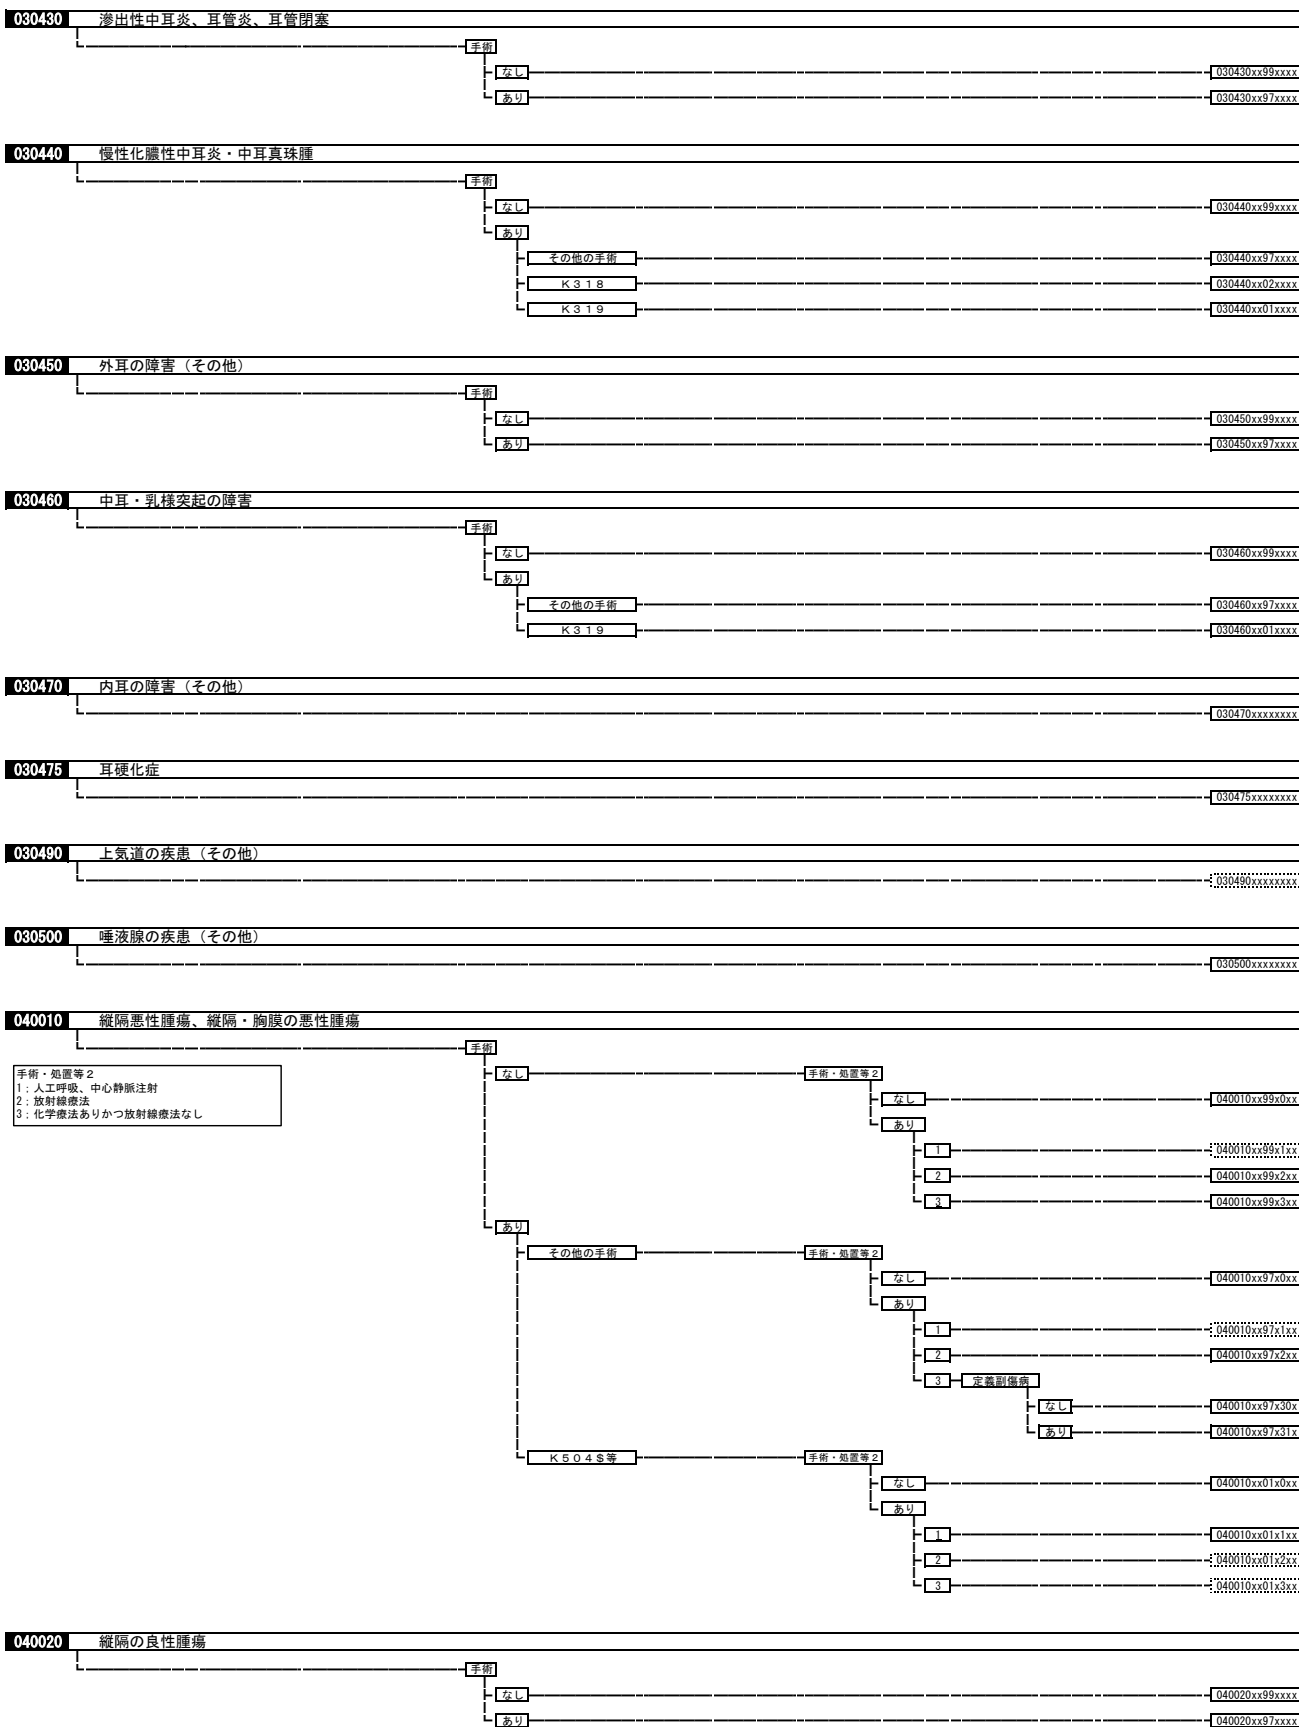 030430 滲出性中耳炎、耳管炎、耳管閉塞
手術
なし 030430xx99xxxx
あり 030430xx97xxxx
030440 慢性化膿性中耳炎・中耳真珠腫
手術
なし 030440xx99xxxx
あり
その他の手術 030440xx97xxxx
K318 030440xx02xxxx
K319 030440xx01xxxx
030450 外耳の障害（その他）
手術
なし 030450xx99xxxx
あり 030450xx97xxxx
030460 中耳・乳様突起の障害
手術
なし 030460xx99xxxx
あり
その他の手術 030460xx97xxxx
K319 030460xx01xxxx
030470 内耳の障害（その他）
030470xxxxxxxx
030475 耳硬化症
030475xxxxxxxx
030490 上気道の疾患（その他）
030490xxxxxxxx
030500 唾液腺の疾患（その他）
030500xxxxxxxx
040010 縦隔悪性腫瘍、縦隔・胸膜の悪性腫瘍
手術
手術・処置等２
1：人工呼吸、中心静脈注射
2：放射線療法
3：化学療法ありかつ放射線療法なし
なし 手術・処置等２
なし 040010xx99x0xx
あり
1 040010xx99x1xx
2 040010xx99x2xx
3 040010xx99x3xx
あり
その他の手術 手術・処置等２
なし 040010xx97x0xx
あり
1 040010xx97x1xx
2 040010xx97x2xx
3 定義副傷病
なし 040010xx97x30x
あり 040010xx97x31x
K504$等 手術・処置等２
なし 040010xx01x0xx
あり
1 040010xx01x1xx
2 040010xx01x2xx
3 040010xx01x3xx
040020 縦隔の良性腫瘍
手術
なし 040020xx99xxxx
あり 040020xx97xxxx